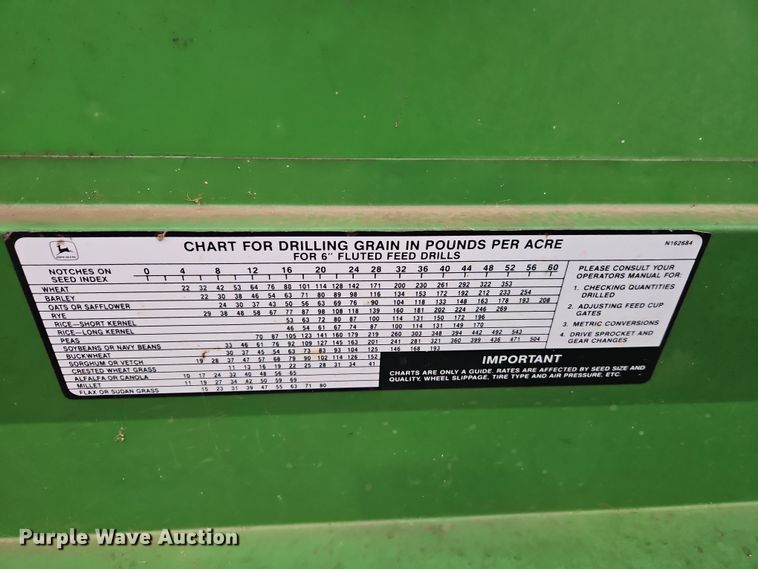 CHART FOR DRILLING GRAIN IN POUNDS PER ACRE
N162684
FOR 6" FLUTED FEED DRILLS
JOHN DEERE
NOTCHES ON SEED INDEX 0 4 8 12 16 20 24 28 32 36 40 44 48 52 56 60
WHEAT 22 32 42 53 64 76 88 101 114 128 142 171 200 230 261 292 322 353
BARLEY 22 30 38 46 54 63 71 80 89 98 116 134 153 172 192 212 233 254
OATS OR SAFFLOWER 24 30 37 43 50 56 63 69 76 90 104 118 133 148 163 178 193 208
RYE 29 38 48 58 67 77 87 98 108 118 139 160 181 202 224 246 269
RICE-SHORT KERNEL 53 63 72 80 87 100 114 131 150 172 196
RICE-LONG KERNEL 46 54 61 67 74 87 100 114 131 149 170
PEAS 70 87 105 123 141 160 179 219 261 304 348 394 442 492 543
SOYBEANS OR NAVY BEANS 33 46 61 76 92 109 127 145 164 201 241 281 321 360 399 436 471 504
BUCKWHEAT 30 37 45 54 63 73 83 93 104 125 146 168 193
SORGHUM OR VETCH 19 28 37 47 57 68 79 90 102 114 126 152
CRESTED WHEAT GRASS 11 13 16 19 22 25 28 31 34 41
ALFALFA OR CANOLA 10 17 24 32 40 48 56 65
MILLET 11 19 27 34 42 50 59 69
FLAX OR SUDAN GRASS 15 23 31 39 47 55 63 71 80
PLEASE CONSULT YOUR
OPERATORS MANUAL FOR:
1. CHECKING QUANTITIES
DRILLED
2. ADJUSTING FEED CUP
GATES
3. METRIC CONVERSIONS
4. DRIVE SPROCKET AND
GEAR CHANGES
IMPORTANT
CHARTS ARE ONLY A GUIDE. RATES ARE AFFECTED BY SEED SIZE AND
QUALITY, WHEEL SLIPPAGE, TIRE TYPE AND AIR PRESSURE, ETC.
Purple Wave Auction